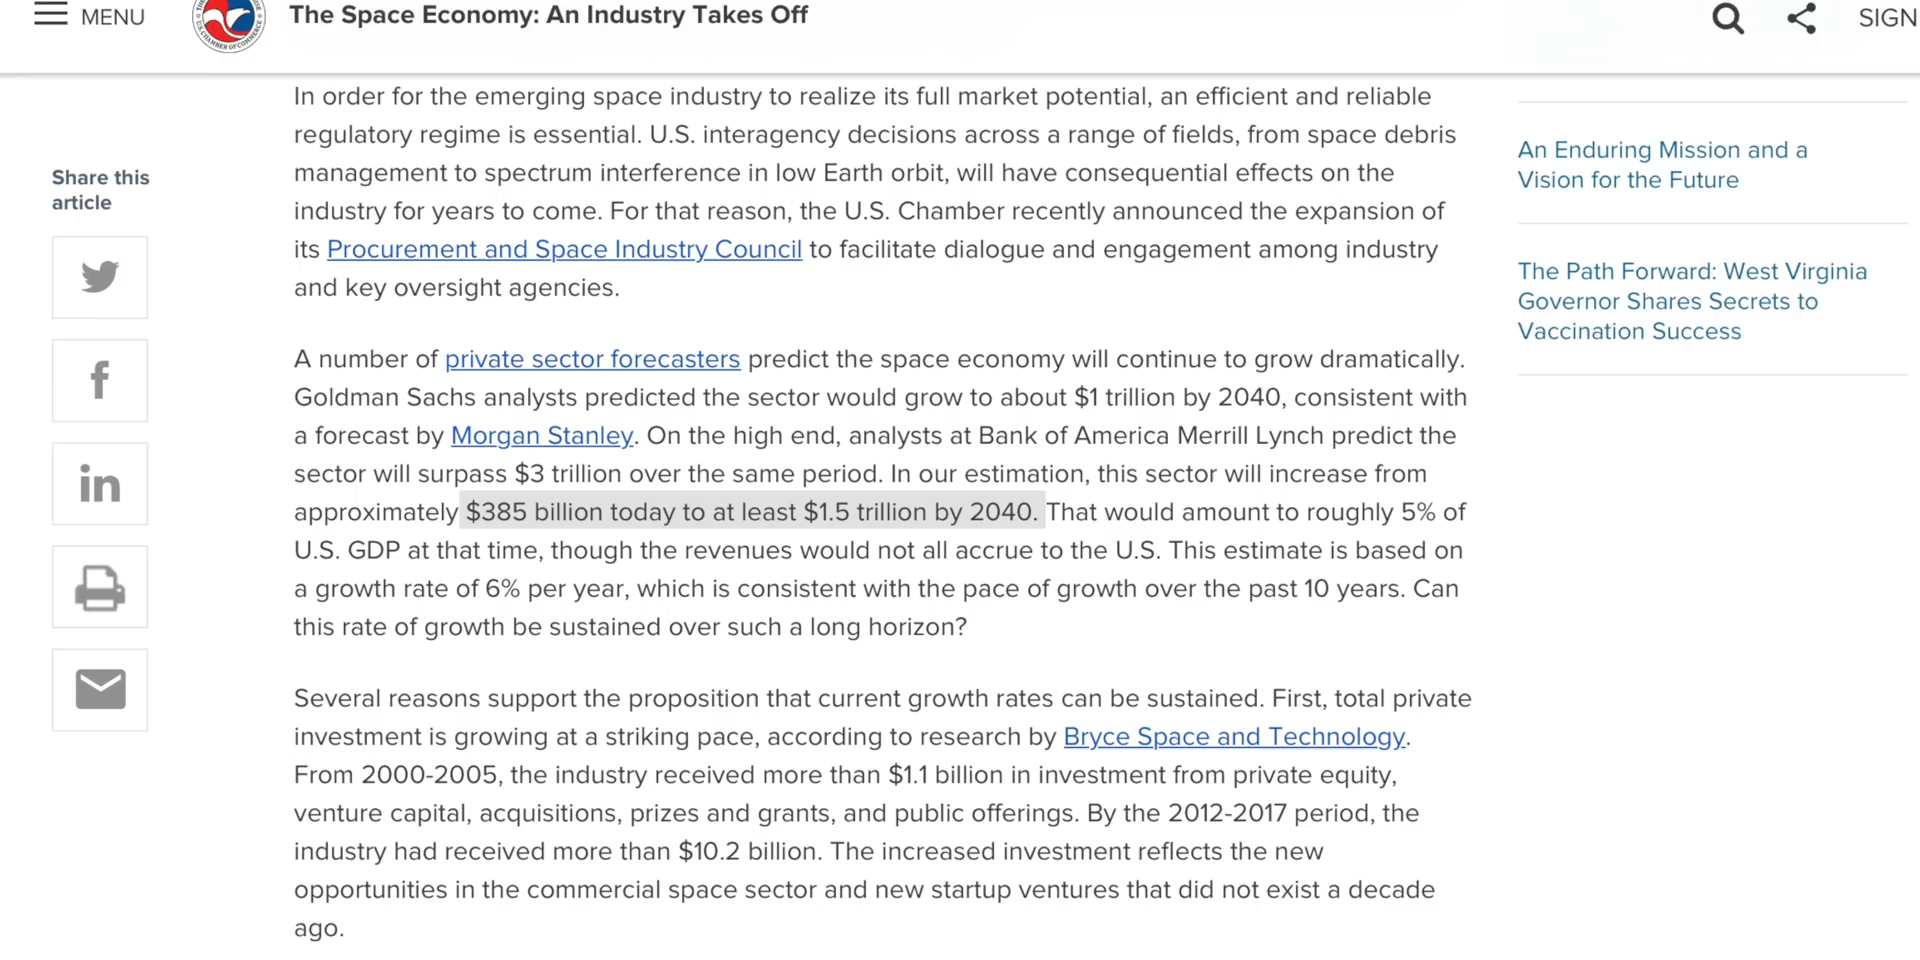 MENU
The Space Economy: An Industry Takes Off
SIGN
Share this
article
In order for the emerging space industry to realize its full market potential, an efficient and reliable
regulatory regime is essential. U.S. interagency decisions across a range of fields, from space debris
management to spectrum interference in low Earth orbit, will have consequential effects on the
industry for years to come. For that reason, the U.S. Chamber recently announced the expansion of
its Procurement and Space Industry Council to facilitate dialogue and engagement among industry
and key oversight agencies.
A number of private sector forecasters predict the space economy will continue to grow dramatically.
Goldman Sachs analysts predicted the sector would grow to about $1 trillion by 2040, consistent with
a forecast by Morgan Stanley. On the high end, analysts at Bank of America Merrill Lynch predict the
sector will surpass $3 trillion over the same period. In our estimation, this sector will increase from
approximately $385 billion today to at least $1.5 trillion by 2040. That would amount to roughly 5% of
U.S. GDP at that time, though the revenues would not all accrue to the U.S. This estimate is based on
a growth rate of 6% per year, which is consistent with the pace of growth over the past 10 years. Can
this rate of growth be sustained over such a long horizon?
Several reasons support the proposition that current growth rates can be sustained. First, total private
investment is growing at a striking pace, according to research by Bryce Space and Technology.
From 2000-2005, the industry received more than $1.1 billion in investment from private equity,
venture capital, acquisitions, prizes and grants, and public offerings. By the 2012-2017 period, the
industry had received more than $10.2 billion. The increased investment reflects the new
opportunities in the commercial space sector and new startup ventures that did not exist a decade
ago.
An Enduring Mission and a
Vision for the Future
The Path Forward: West Virginia
Governor Shares Secrets to
Vaccination Success